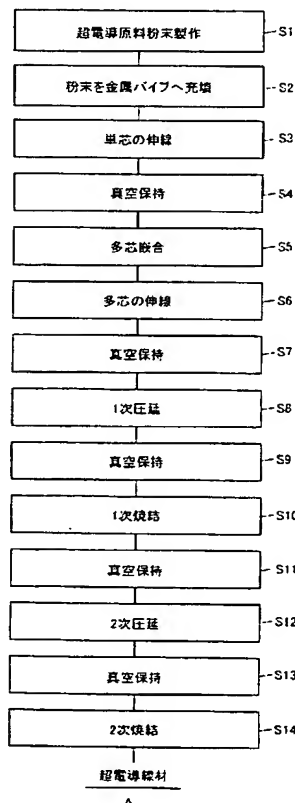 超電導原料粉末製作
S1
粉末を金属パイプへ充填
S2
単芯の伸線
S3
真空保持
S4
多芯嵌合
S5
多芯の伸線
S6
真空保持
S7
1次圧延
S8
真空保持
S9
1次焼結
S10
真空保持
S11
2次圧延
S12
真空保持
S13
2次焼結
S14
超電導線材